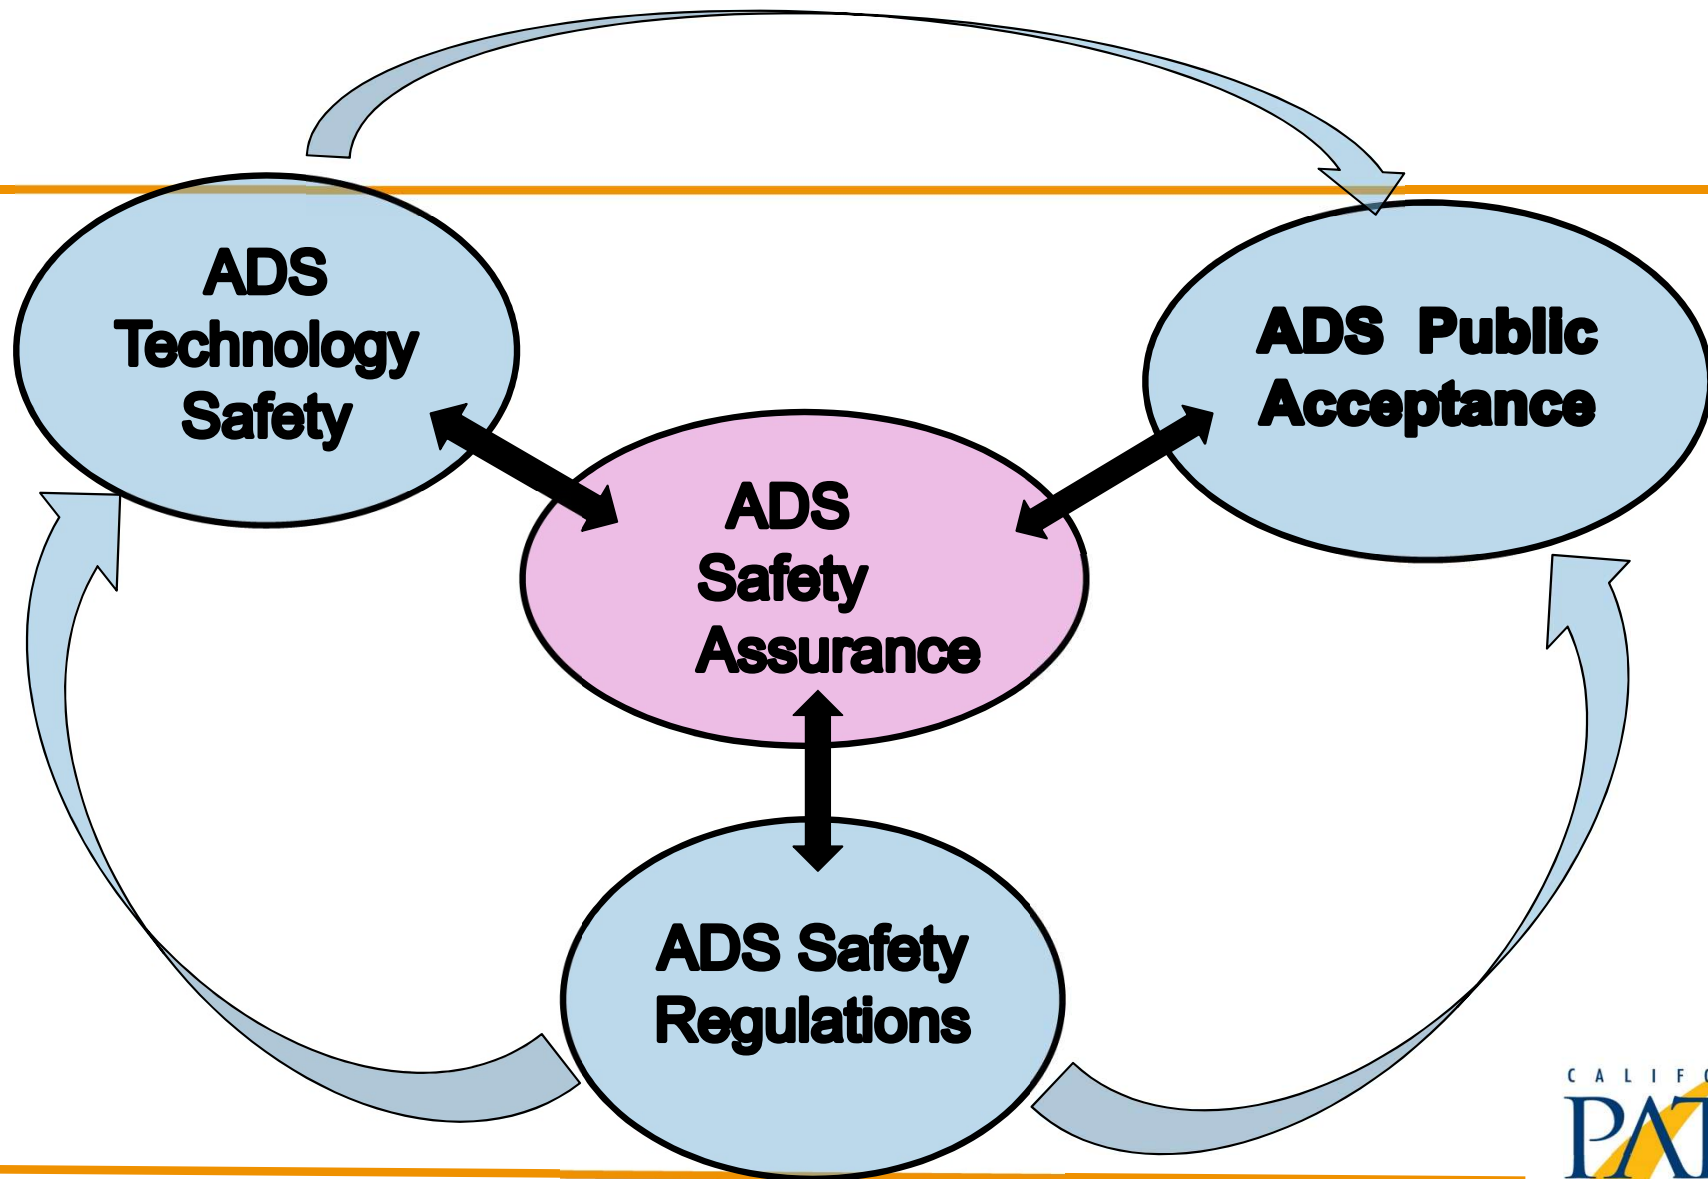 ADS
Technology
Safety
ADS Public
Acceptance
ADS
Safety
Assurance
ADS Safety
Regulations